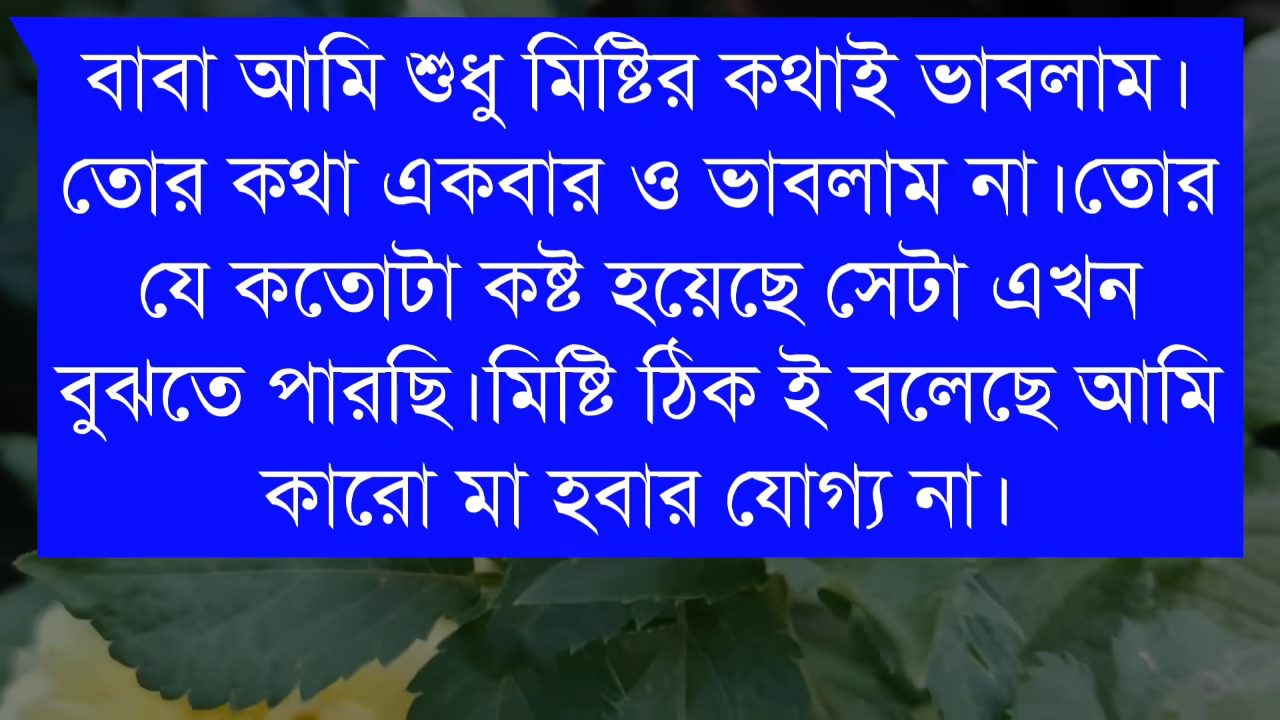 বাবা আমি শুধু মিষ্টির কথাই ভাবলাম।
তোর কথা একবার ও ভাবলাম না।তোর
যে কতোটা কষ্ট হয়েছে সেটা এখন
বুঝতে পারছি।মিষ্টি ঠিক ই বলেছে আমি
কারো মা হবার যোগ্য না।